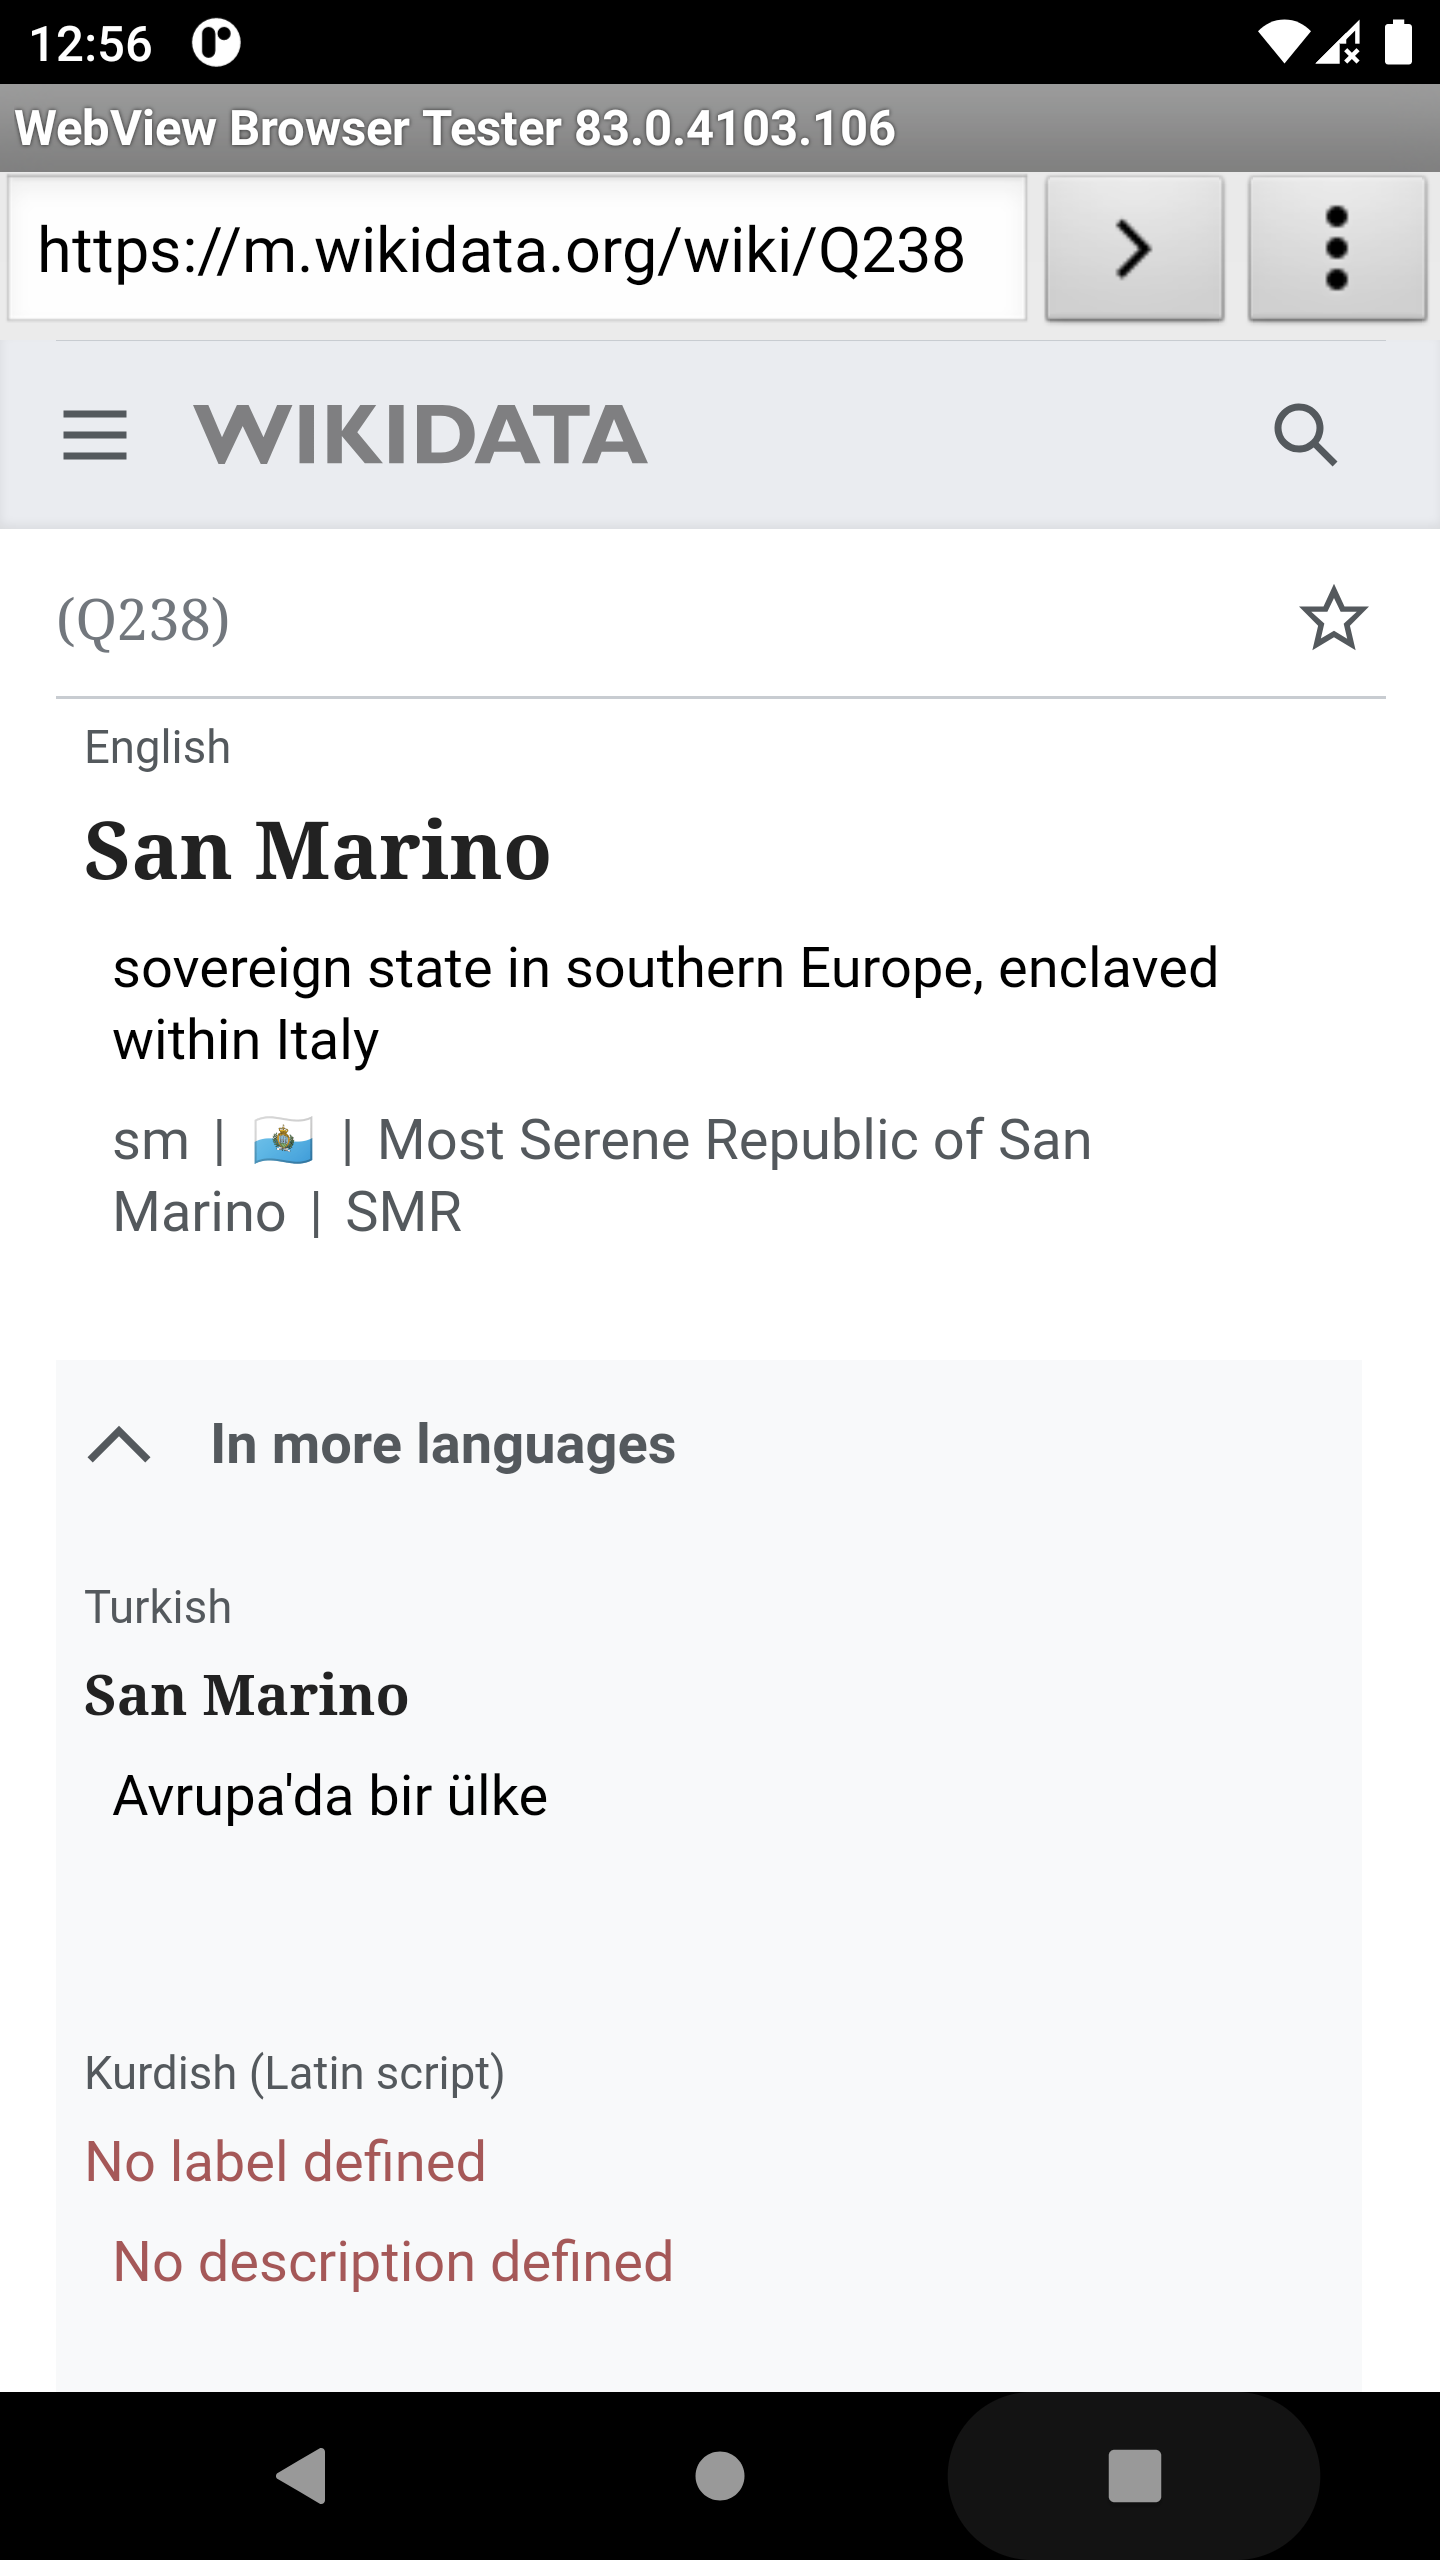 12:56
WebView Browser Tester 83.0.4103.106
https://m.wikidata.org/wiki/Q238
WIKIDATA
(Q238)
English
San Marino
sovereign state in southern Europe, enclaved
within Italy
sm | 🇸🇲 | Most Serene Republic of San
Marino | SMR
In more languages
Turkish
San Marino
Avrupa'da bir ülke
Kurdish (Latin script)
No label defined
No description defined